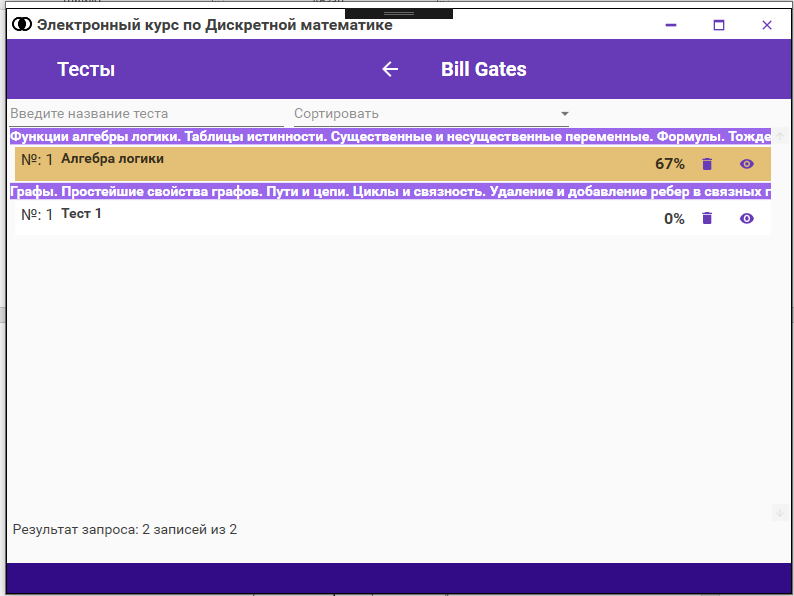 Электронный курс по Дискретной математике
Тесты
Bill Gates
Введите название теста
Сортировать
Функции алгебры логики. Таблицы истинности. Существенные и несущественные переменные. Формулы. Тожде
№: 1 Алгебра логики 67%
Графы. Простейшие свойства графов. Пути и цепи. Циклы и связность. Удаление и добавление ребер в связных г
№: 1 Тест 1 0%
Результат запроса: 2 записей из 2